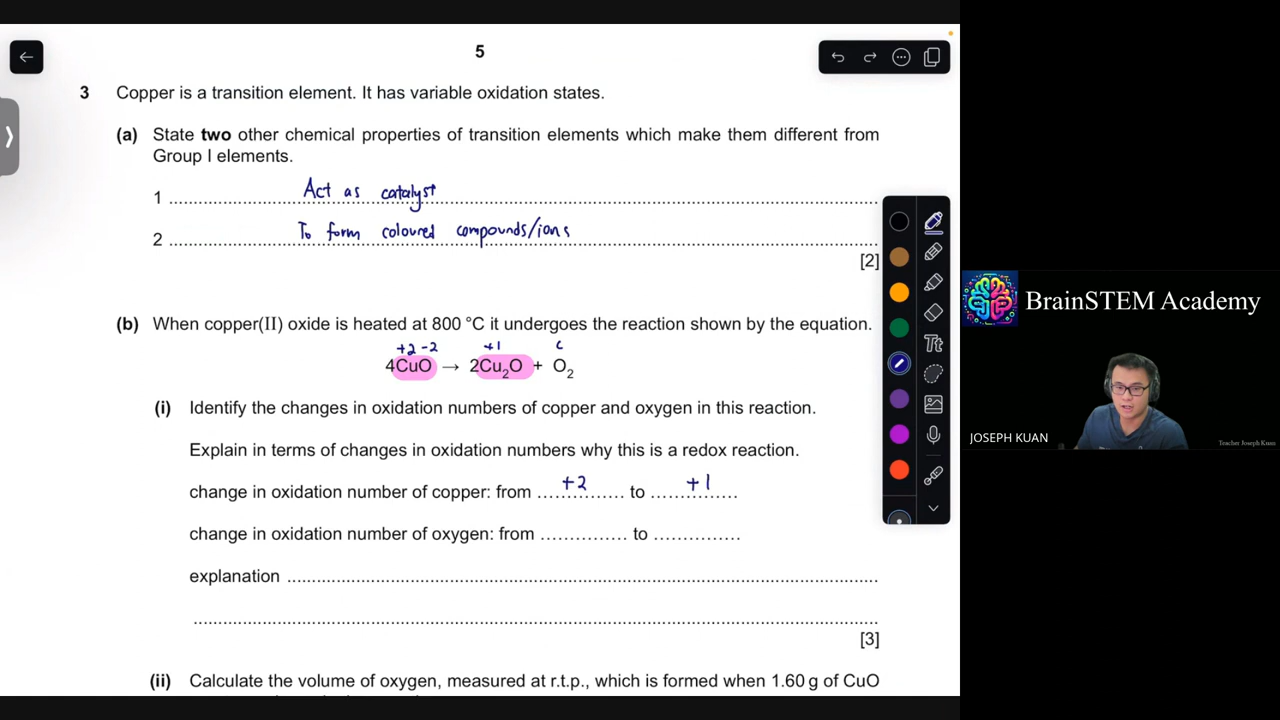 5
3 Copper is a transition element. It has variable oxidation states.
(a) State two other chemical properties of transition elements which make them different from
Group I elements.
1 Act as catalyst
2 To form coloured compounds/ions
[2]
(b) When copper(II) oxide is heated at 800 °C it undergoes the reaction shown by the equation.
+2 -2 +1
4CuO → 2Cu₂O + O₂
(i) Identify the changes in oxidation numbers of copper and oxygen in this reaction.
Explain in terms of changes in oxidation numbers why this is a redox reaction.
change in oxidation number of copper: from +2 to +1
change in oxidation number of oxygen: from ............... to ...............
explanation ...............
[3]
(ii) Calculate the volume of oxygen, measured at r.t.p., which is formed when 1.60 g of CuO
Tt
BrainSTEM Academy
JOSEPH KUAN
Teacher Joseph Kuan